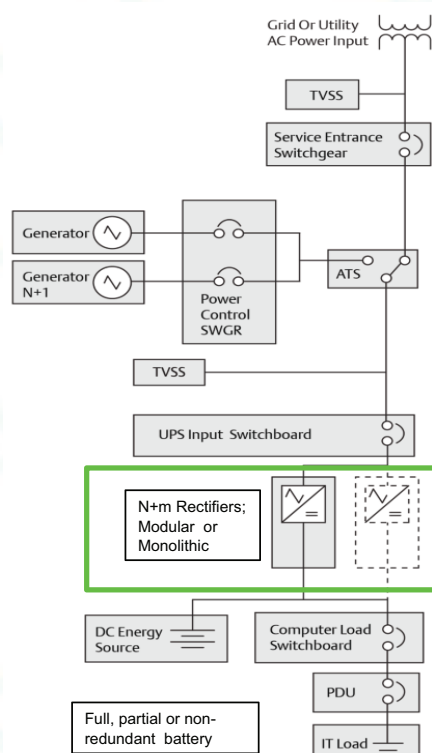 Grid Or Utility
AC Power Input
TVSS
Service Entrance
Switchgear
Generator
Generator
N+1
Power
Control
SWGR
ATS
TVSS
UPS Input Switchboard
N+m Rectifiers;
Modular or
Monolithic
DC Energy
Source
Computer Load
Switchboard
PDU
Full, partial or non-
redundant battery
IT Load